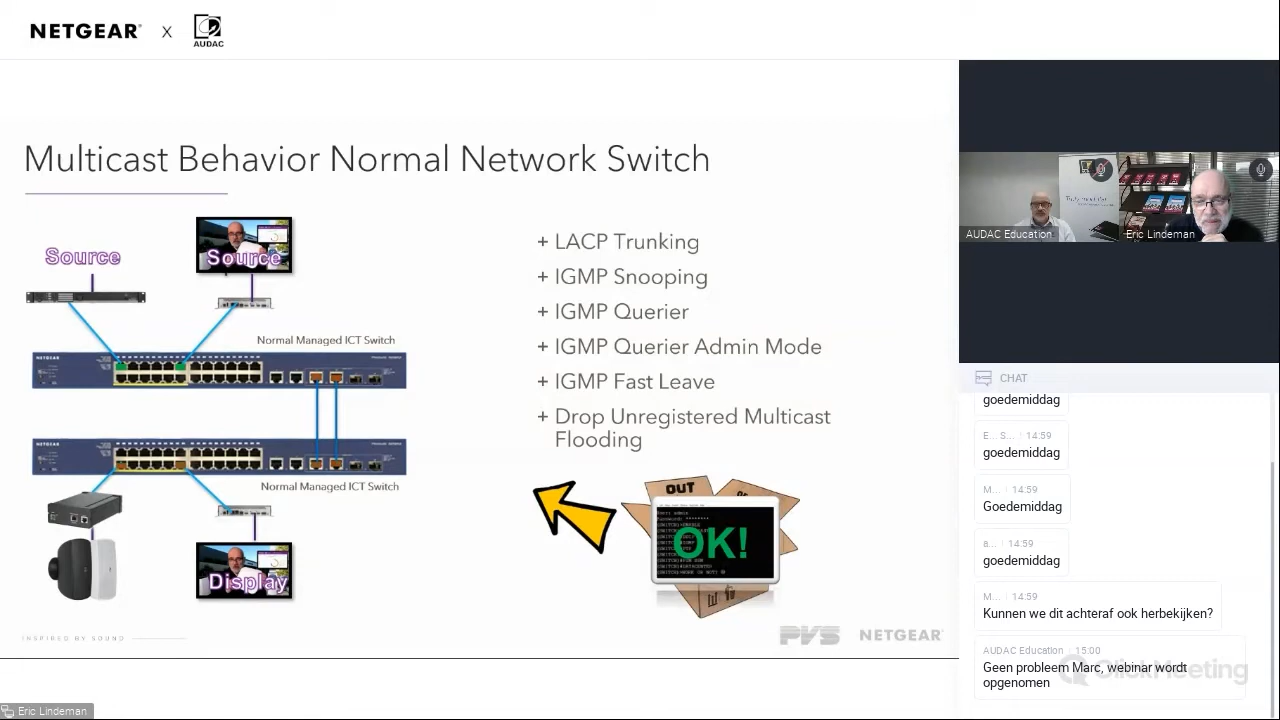 NETGEAR
X
AUDAC
Multicast Behavior Normal Network Switch
Source
Source
Normal Managed ICT Switch
NETGEAR
NETGEAR
Normal Managed ICT Switch
Display
+ LACP Trunking
+ IGMP Snooping
+ IGMP Querier
+ IGMP Querier Admin Mode
+ IGMP Fast Leave
+ Drop Unregistered Multicast
Flooding
OUT
OK!
INSPIRED BY SOUND
PVS
NETGEAR
Eric Lindeman
AUDAC Education
Eric Lindeman
CHAT
goedemiddag
E... S... 14:59
goedemiddag
M... 14:59
Goedemiddag
a... 14:59
goedemiddag
M... 14:59
Kunnen we dit achteraf ook herbekijken?
AUDAC Education 15:00
Geen probleem Marc, webinar wordt
opgenomen
ClickMeeting